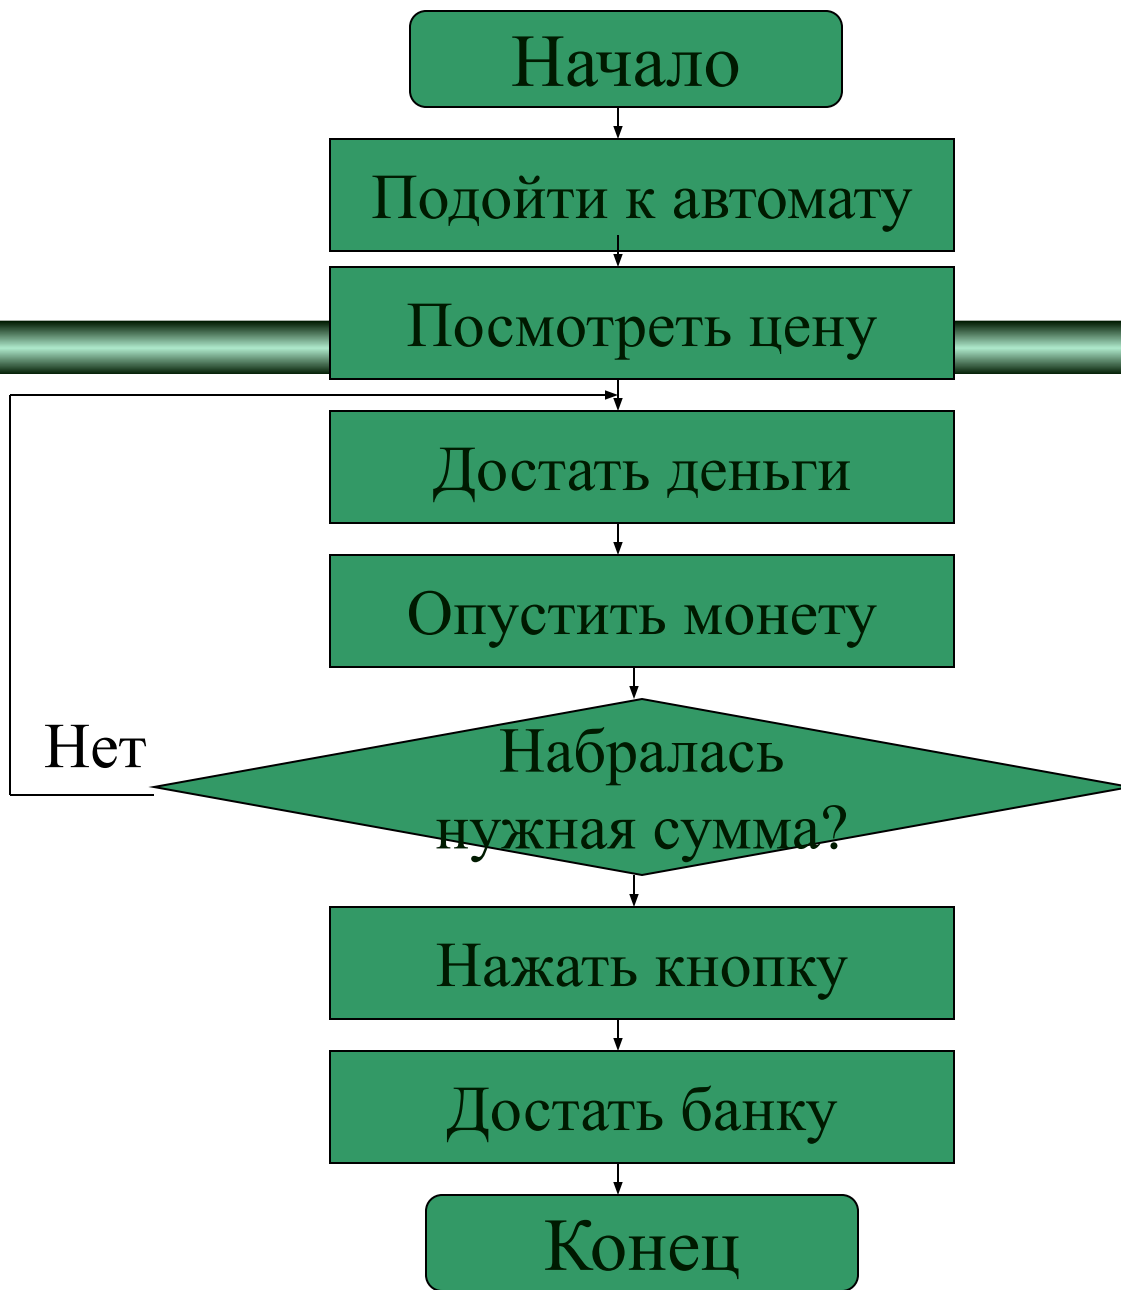 Начало
Подойти к автомату
Посмотреть цену
Достать деньги
Опустить монету
Нет
Набралась
нужная сумма?
Нажать кнопку
Достать банку
Конец